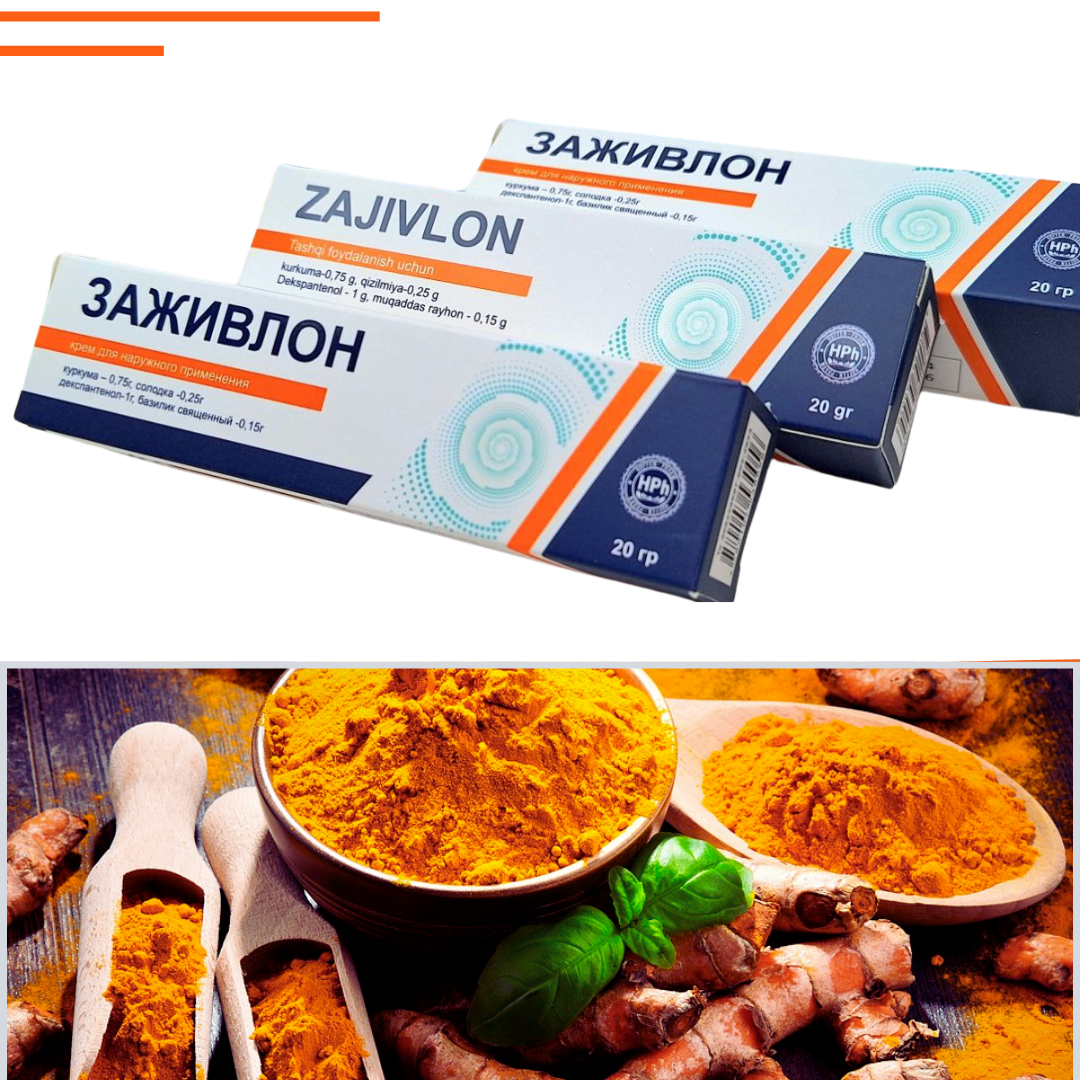 ЗАЖИВЛОН
крем для наружного применения
куркума – 0,75г, солодка -0,25г
декспантенол-1г, базилик священный -0,15г
HPh
20 гр
ZAJIVLON
Tashqi foydalanish uchun
kurkuma-0,75 g, qizilmiya-0,25 g
Dekspantenol - 1 g, muqaddas rayhon - 0,15 g
HPh
20 gr
ЗАЖИВЛОН
крем для наружного применения
куркума – 0,75г, солодка -0,25г
декспантенол-1г, базилик священный -0,15г
HPh
20 гр